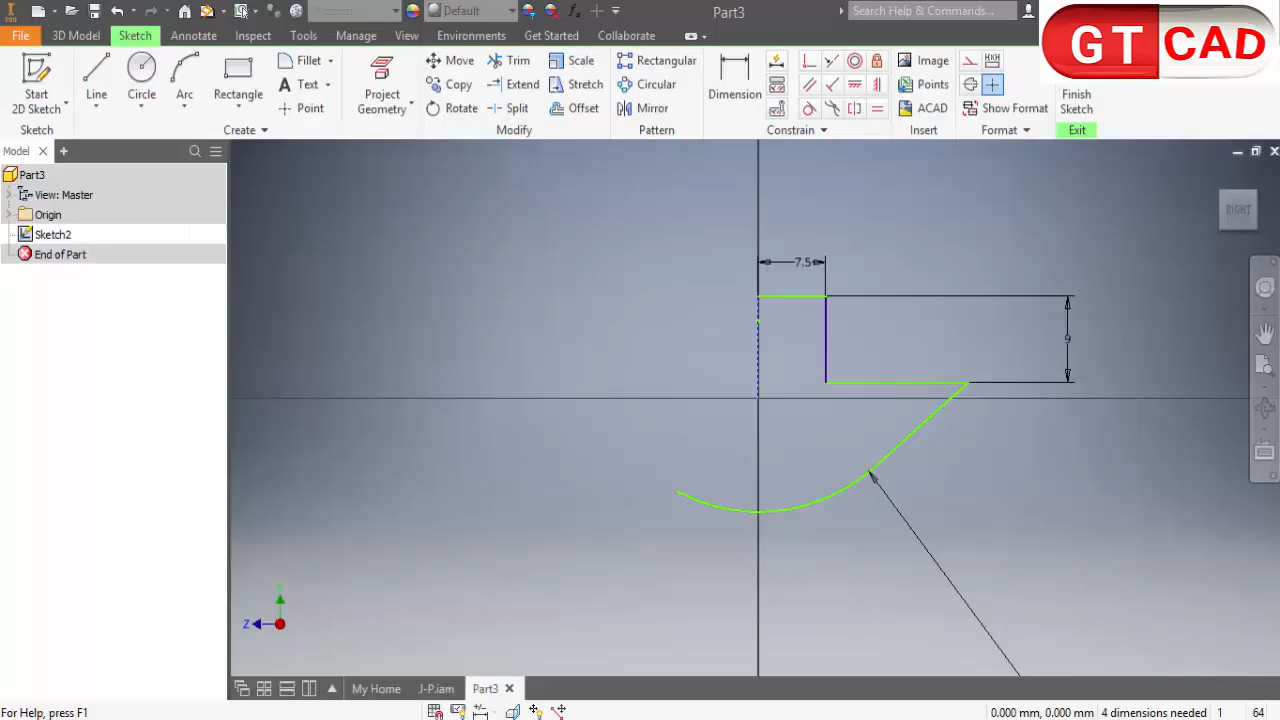 PRO
Material
Default
fx
Part3
Search Help & Commands...
GT CAD
File
3D Model
Sketch
Annotate
Inspect
Tools
Manage
View
Environments
Get Started
Collaborate
Start
2D Sketch
Line
Circle
Arc
Rectangle
Fillet
Text
Point
Project
Geometry
Move
Copy
Rotate
Trim
Extend
Split
Scale
Stretch
Offset
Rectangular
Circular
Mirror
Dimension
Image
Points
ACAD
Show Format
Finish
Sketch
Sketch
Create
Modify
Pattern
Constrain
Insert
Format
Exit
Model
Part3
View: Master
Origin
Sketch2
End of Part
RIGHT
7.5
9
Y
Z
My Home
J-P.iam
Part3
For Help, press F1
0.000 mm, 0.000 mm
4 dimensions needed
1
64